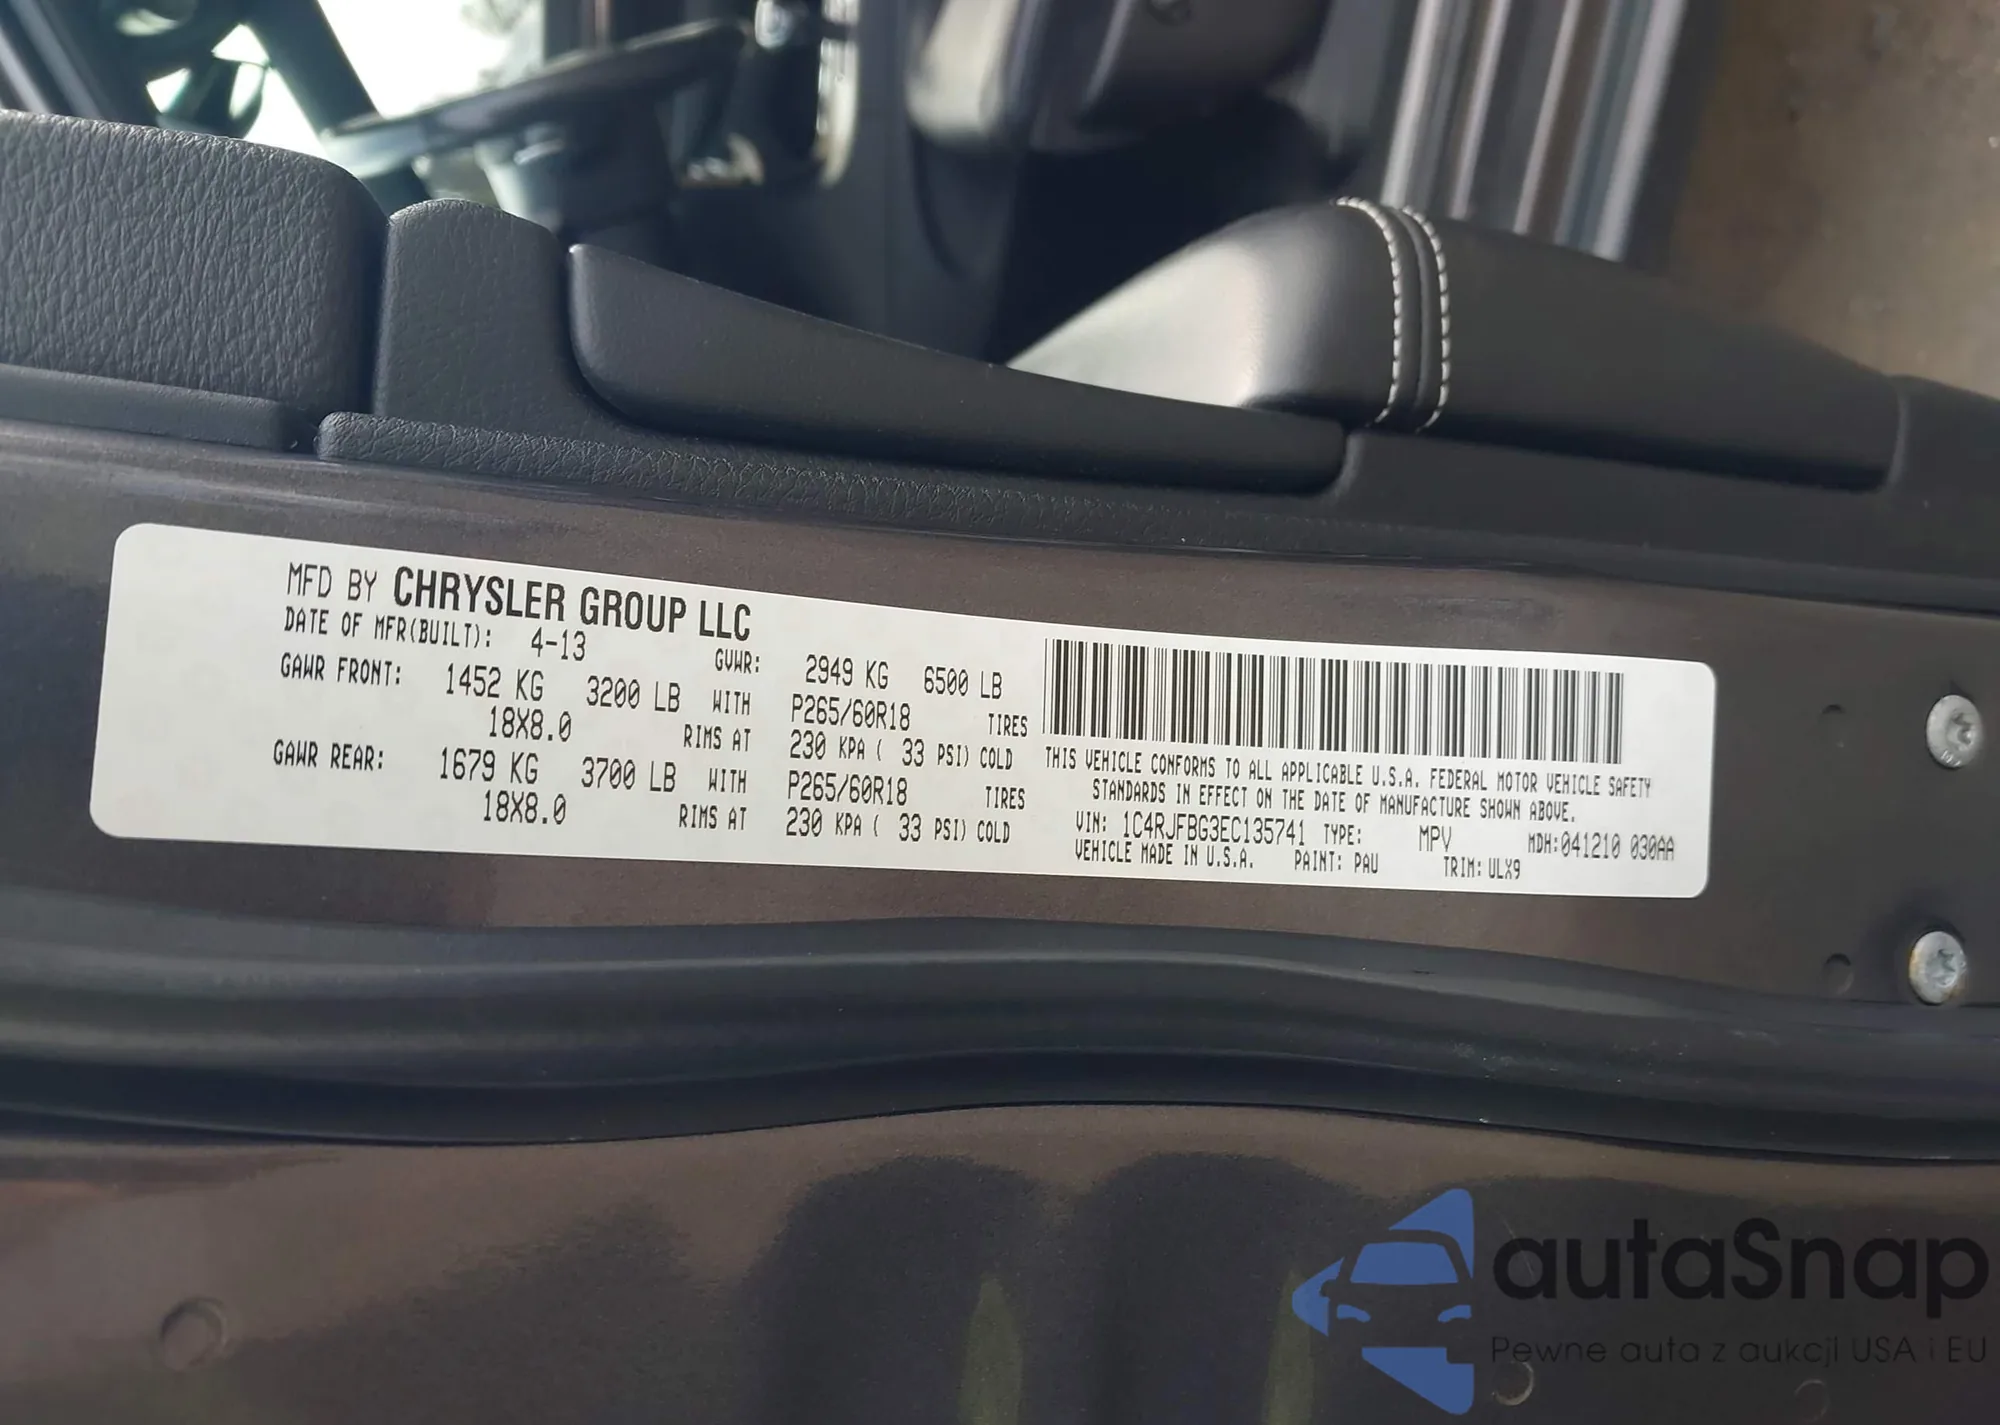 MFD BY CHRYSLER GROUP LLC
DATE OF MFR(BUILT): 4-13 GVWR: 2949 KG 6500 LB
GAWR FRONT: 1452 KG 3200 LB WITH P265/60R18 TIRES
18X8.0 RIMS AT 230 KPA ( 33 PSI) COLD
GAWR REAR: 1679 KG 3700 LB WITH P265/60R18 TIRES
18X8.0 RIMS AT 230 KPA ( 33 PSI) COLD
THIS VEHICLE CONFORMS TO ALL APPLICABLE U.S.A. FEDERAL MOTOR VEHICLE SAFETY
STANDARDS IN EFFECT ON THE DATE OF MANUFACTURE SHOWN ABOVE.
VIN: 1C4RJFBG3EC135741 TYPE: MPV MDH:041210 030AA
VEHICLE MADE IN U.S.A. PAINT: PAU TRIM: ULX9
autaSnap
Pewne auta z aukcji USA i EU